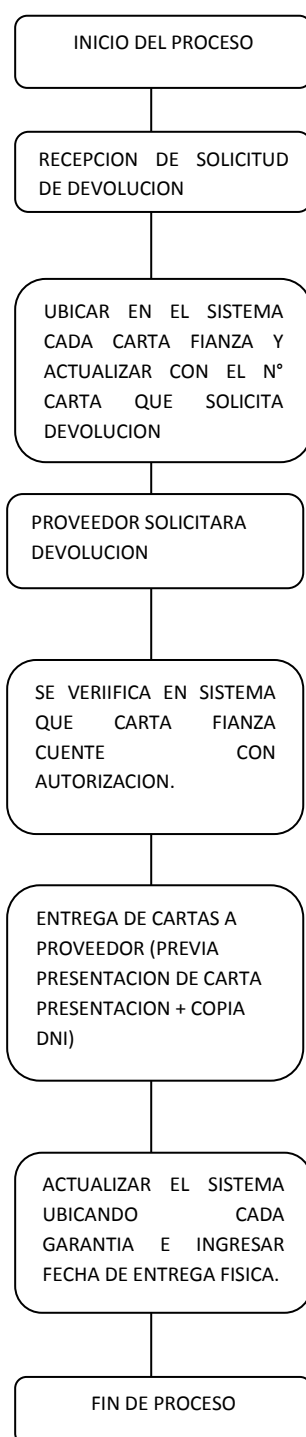 INICIO DEL PROCESO
RECEPCION DE SOLICITUD
DE DEVOLUCION
UBICAR EN EL SISTEMA
CADA CARTA FIANZA Y
ACTUALIZAR CON EL N°
CARTA QUE SOLICITA
DEVOLUCION
PROVEEDOR SOLICITARA
DEVOLUCION
SE VERIIFICA EN SISTEMA
QUE CARTA FIANZA
CUENTE CON
AUTORIZACION.
ENTREGA DE CARTAS A
PROVEEDOR (PREVIA
PRESENTACION DE CARTA
PRESENTACION + COPIA
DNI)
ACTUALIZAR EL SISTEMA
UBICANDO CADA
GARANTIA E INGRESAR
FECHA DE ENTREGA FISICA.
FIN DE PROCESO